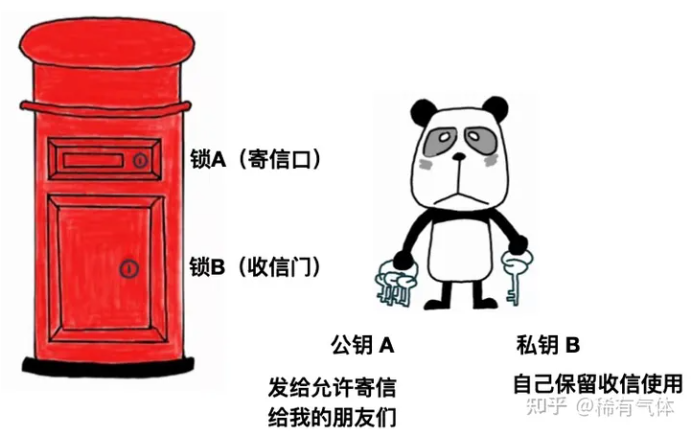 锁A（寄信口）
锁B（收信门）
公钥 A
私钥 B
发给允许寄信
给我的朋友们
自己保留收信使用
知乎 @稀有气体